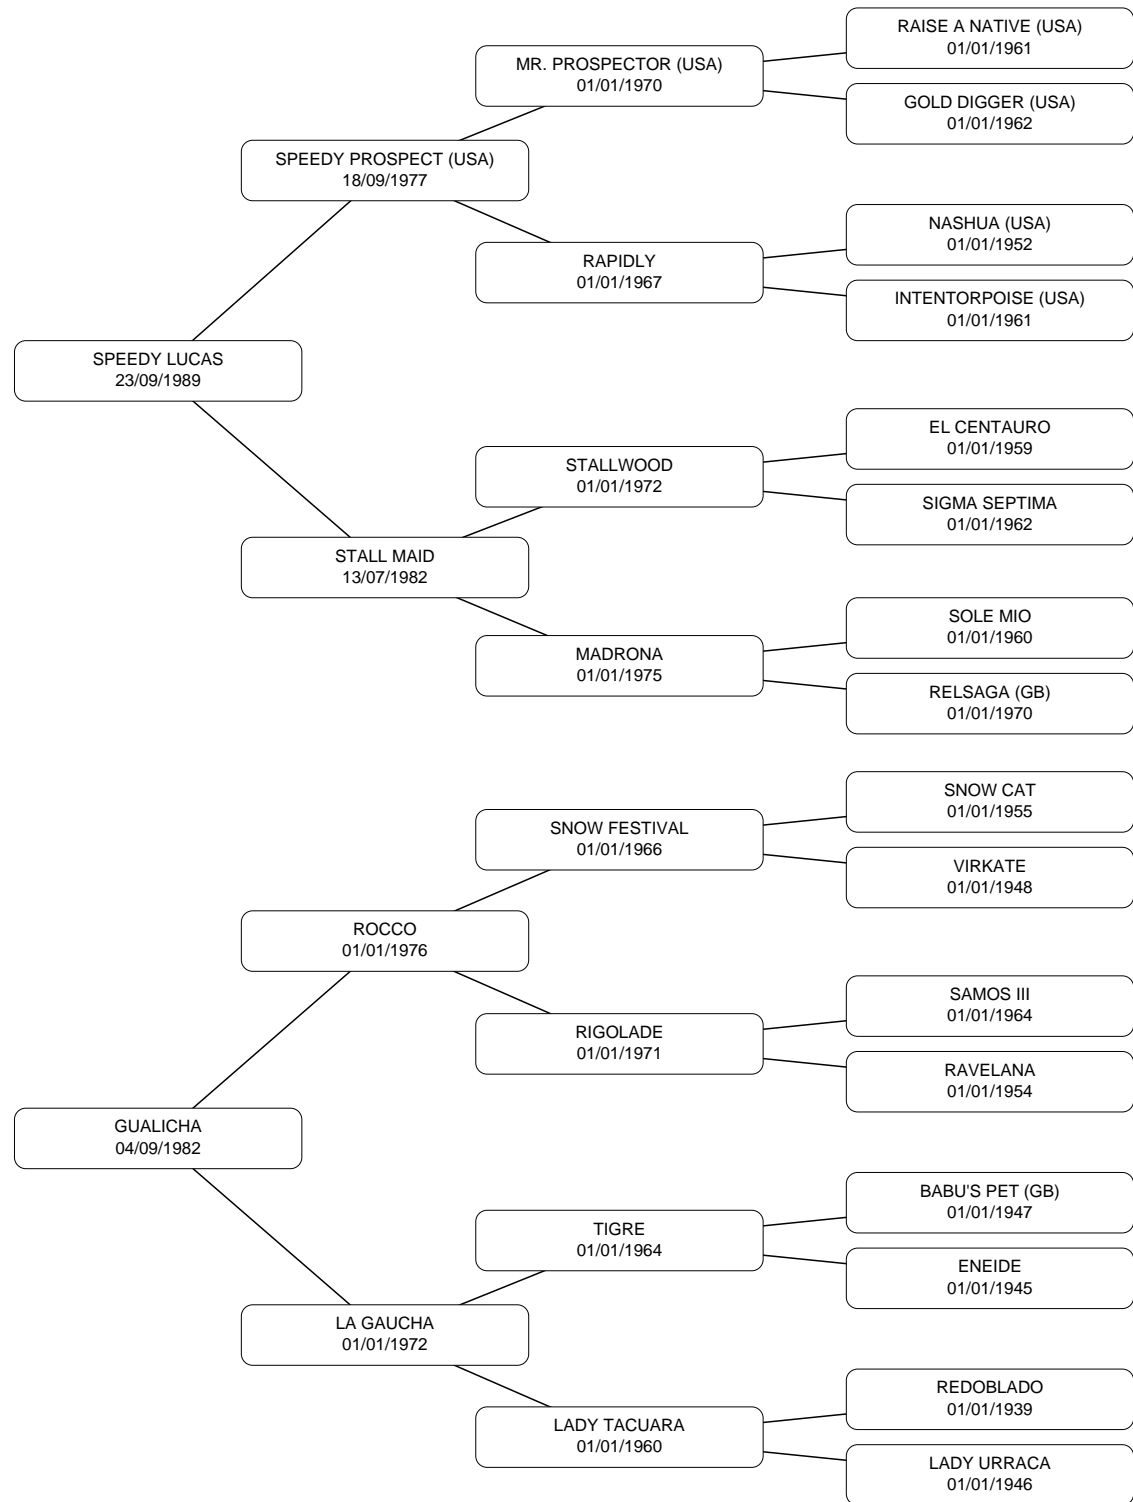 RAISE A NATIVE (USA)
01/01/1961
MR. PROSPECTOR (USA)
01/01/1970
GOLD DIGGER (USA)
01/01/1962
SPEEDY PROSPECT (USA)
18/09/1977
NASHUA (USA)
01/01/1952
RAPIDLY
01/01/1967
INTENTORPOISE (USA)
01/01/1961
SPEEDY LUCAS
23/09/1989
EL CENTAURO
01/01/1959
STALLWOOD
01/01/1972
SIGMA SEPTIMA
01/01/1962
STALL MAID
13/07/1982
SOLE MIO
01/01/1960
MADRONA
01/01/1975
RELSAGA (GB)
01/01/1970
SNOW CAT
01/01/1955
SNOW FESTIVAL
01/01/1966
VIRKATE
01/01/1948
ROCCO
01/01/1976
SAMOS III
01/01/1964
RIGOLADE
01/01/1971
RAVELANA
01/01/1954
GUALICHA
04/09/1982
BABU'S PET (GB)
01/01/1947
TIGRE
01/01/1964
ENEIDE
01/01/1945
LA GAUCHA
01/01/1972
REDOBLADO
01/01/1939
LADY TACUARA
01/01/1960
LADY URRACA
01/01/1946